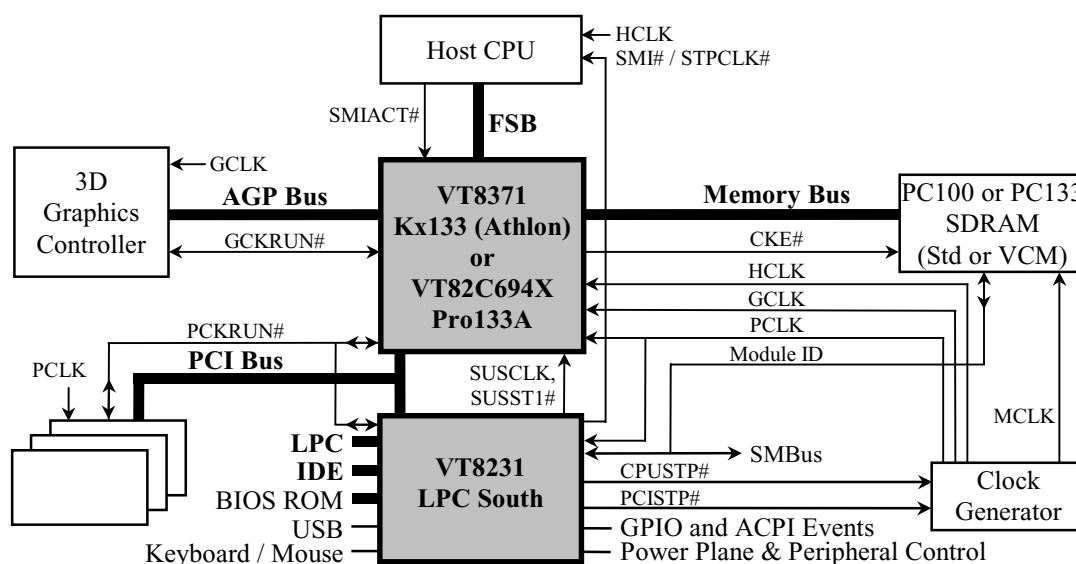 Host CPU
HCLK
SMI# / STPCLK#
SMIACT#
FSB
3D
Graphics
Controller
GCLK
AGP Bus
GCKRUN#
VT8371
Kx133 (Athlon)
or
VT82C694X
Pro133A
Memory Bus
PC100 or PC133
SDRAM
(Std or VCM)
CKE#
HCLK
GCLK
PCLK
Module ID
PCKRUN#
PCI Bus
PCLK
SUSCLK,
SUSST1#
MCLK
LPC
IDE
BIOS ROM
USB
Keyboard / Mouse
VT8231
LPC South
SMBus
CPUSTP#
PCISTP#
Clock
Generator
GPIO and ACPI Events
Power Plane & Peripheral Control